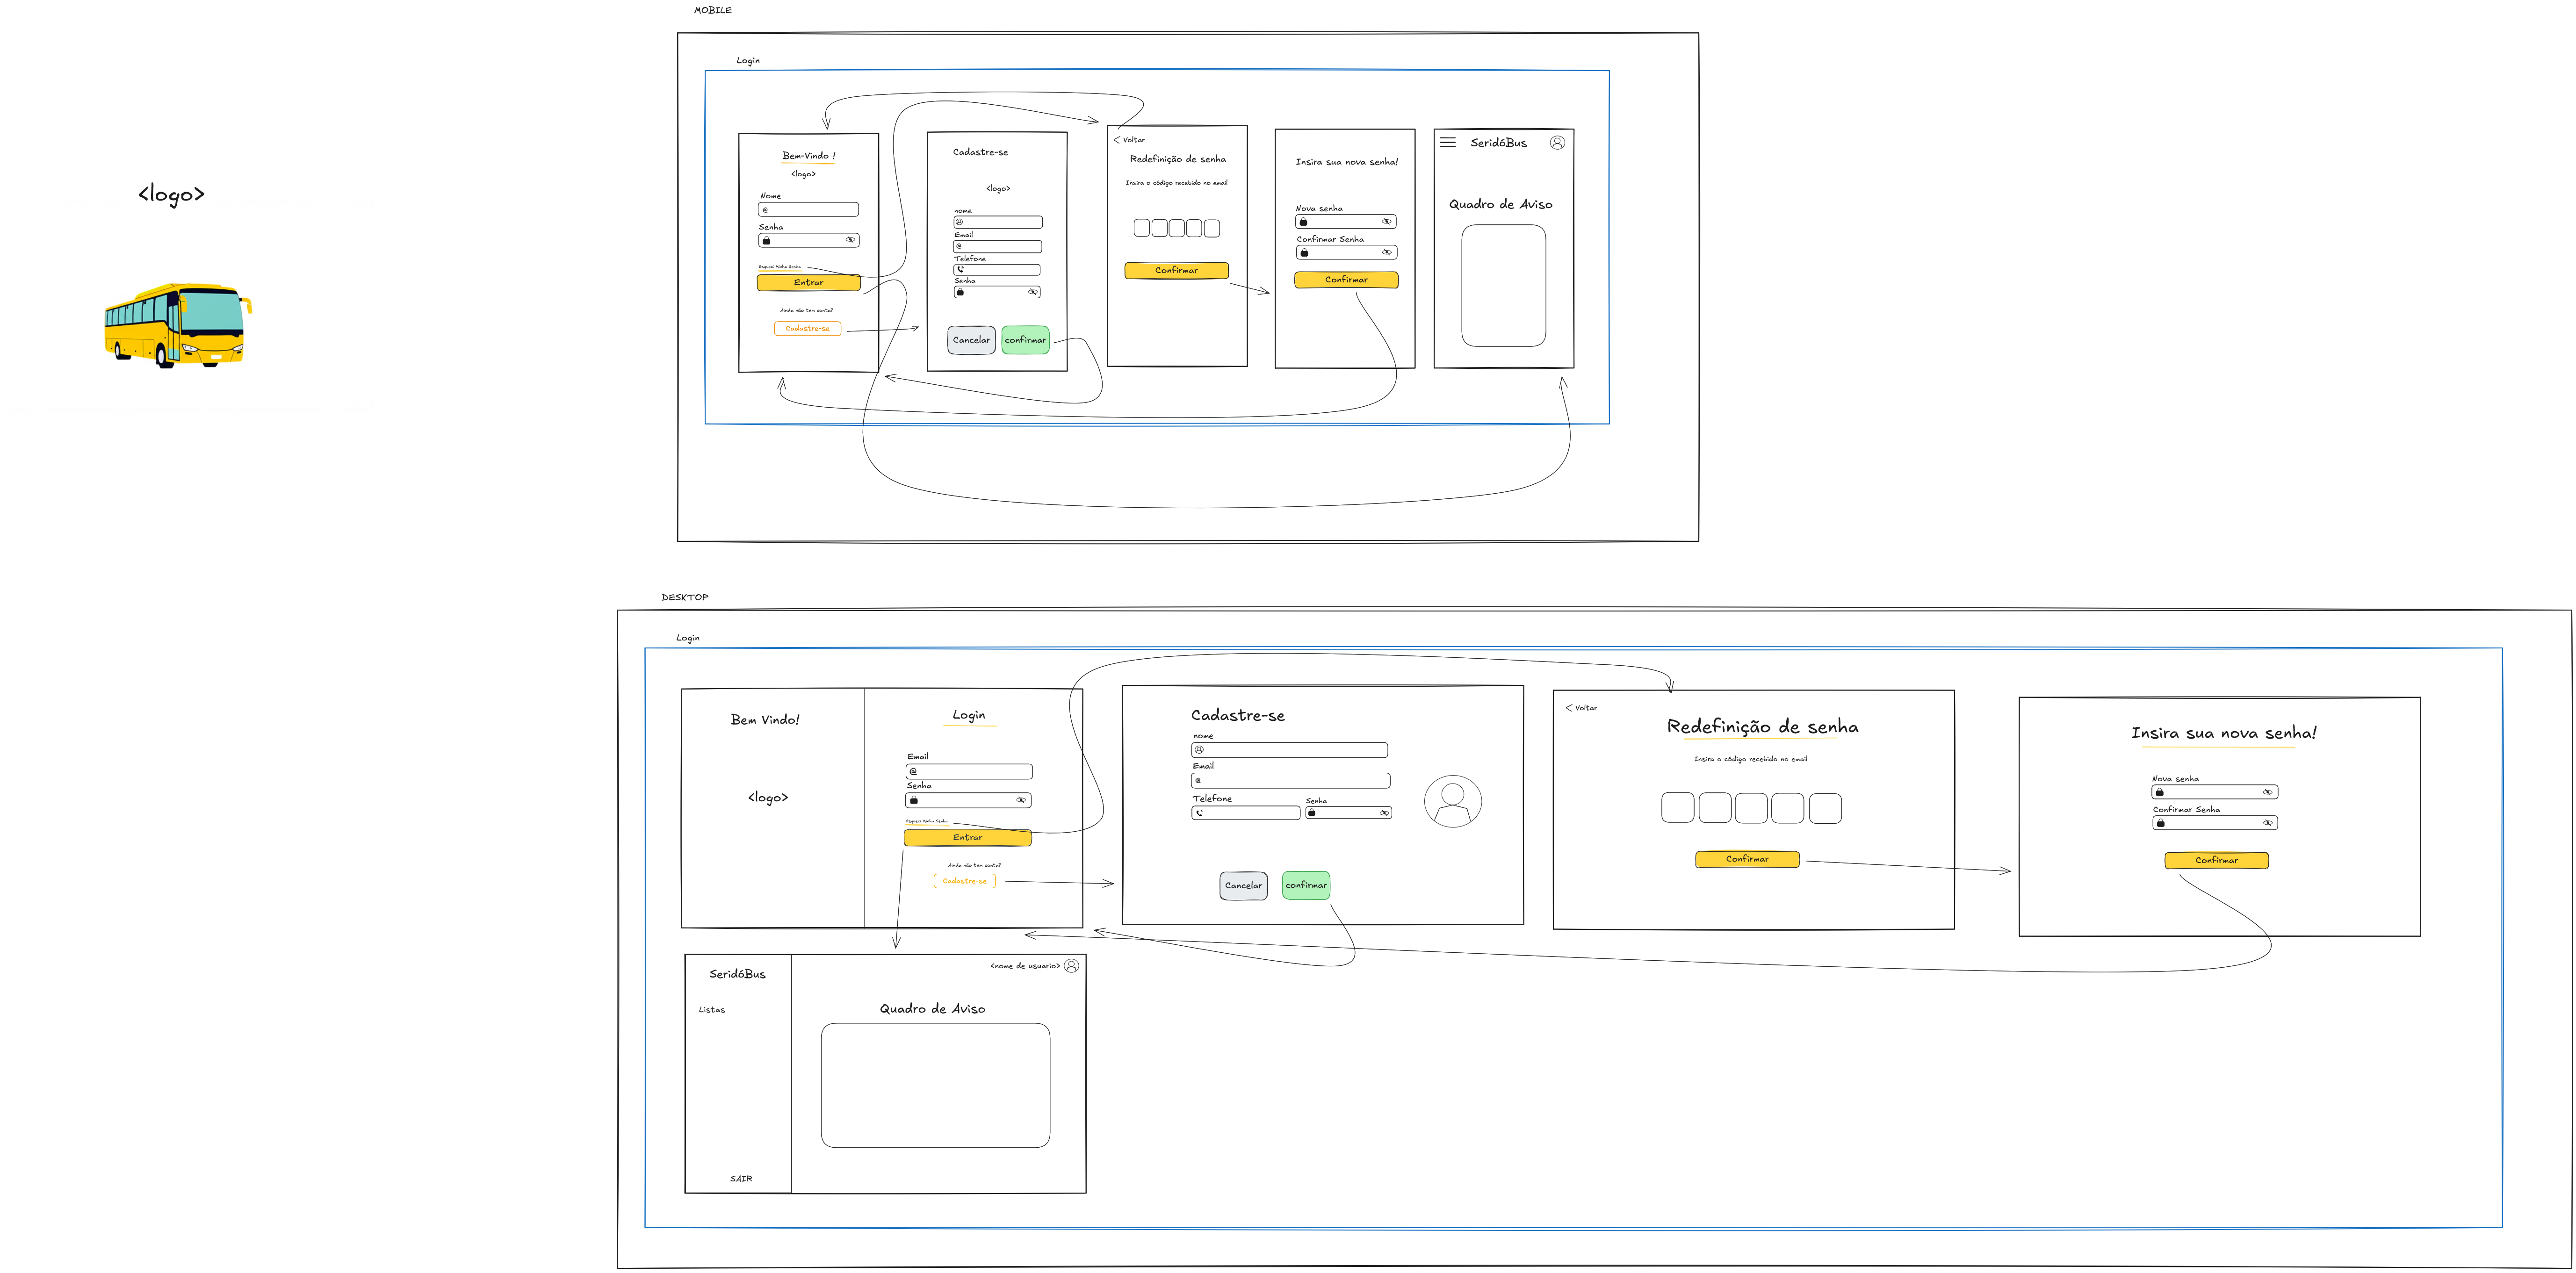 <logo>
MOBILE
Login
Bem-Vindo !
<logo>
Nome
@
Senha
Esqueci Minha Senha
Entrar
Ainda não tem conta?
Cadastre-se
Cadastre-se
<logo>
nome
Email
@
Telefone
Senha
Cancelar
confirmar
< Voltar
Redefinição de senha
Insira o código recebido no email
Confirmar
Insira sua nova senha!
Nova senha
Confirmar Senha
Confirmar
SeridóBus
Quadro de Aviso
DESKTOP
Login
Bem Vindo!
<logo>
Login
Email
@
Senha
Esqueci Minha Senha
Entrar
Ainda não tem conta?
Cadastre-se
Cadastre-se
nome
Email
@
Telefone
Senha
Cancelar
confirmar
< Voltar
Redefinição de senha
Insira o código recebido no email
Confirmar
Insira sua nova senha!
Nova senha
Confirmar Senha
Confirmar
SeridóBus
Listas
SAIR
<nome de usuario>
Quadro de Aviso